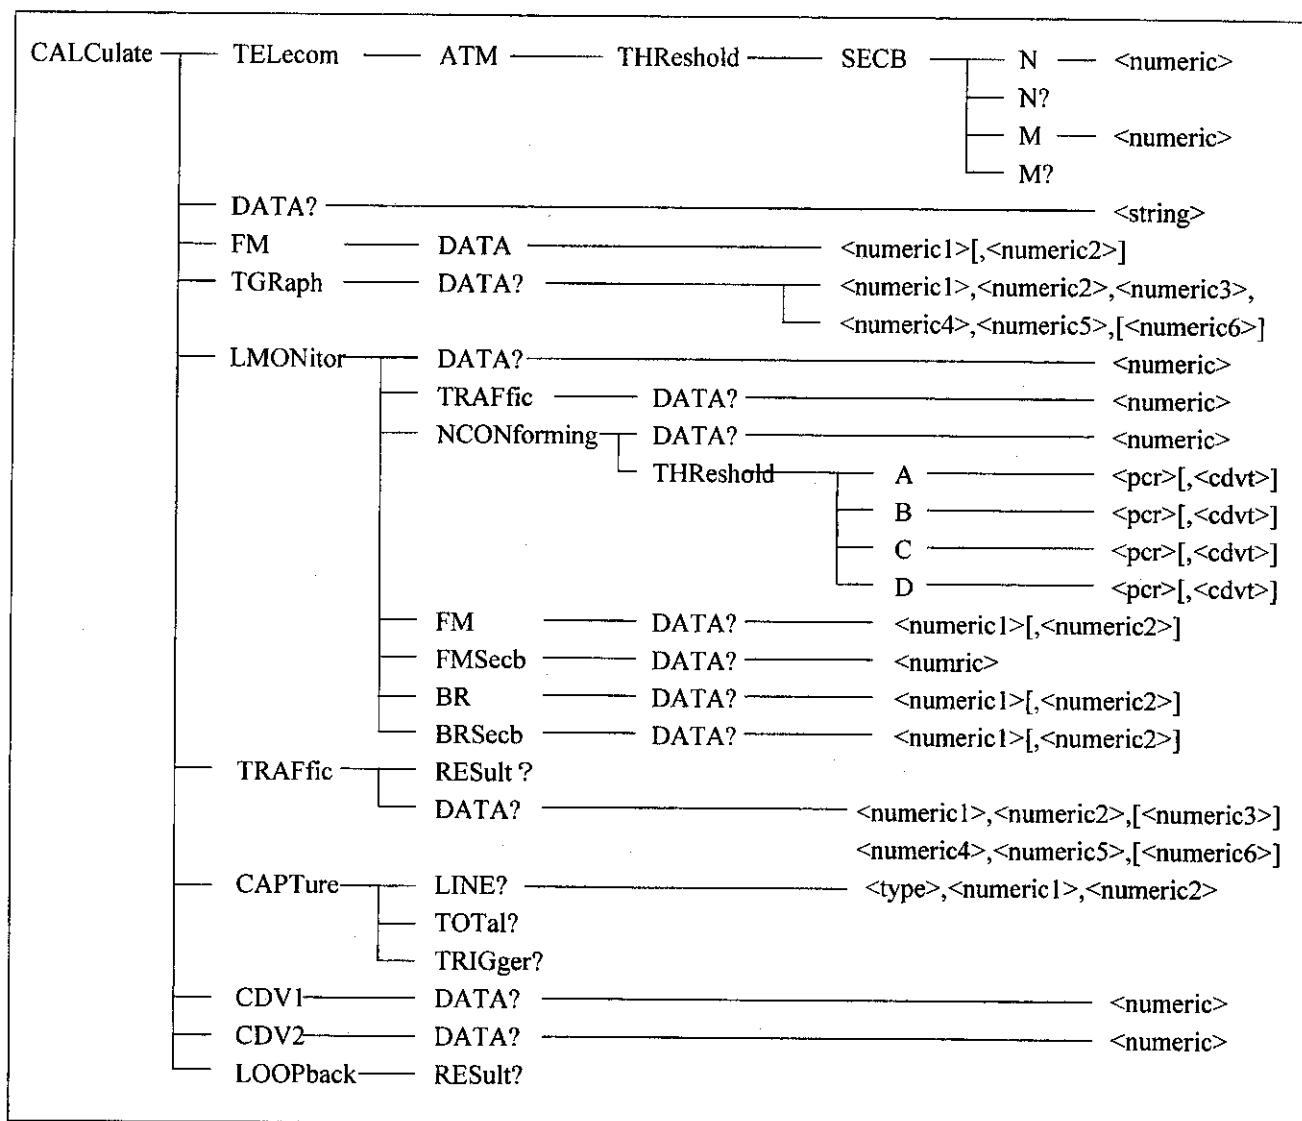 CALCulate TELecom ATM THReshold SECB N <numeric>
N?
M <numeric>
M?
DATA? <string>
FM DATA <numeric1>[,<numeric2>]
TGRaph DATA? <numeric1>,<numeric2>,<numeric3>,
<numeric4>,<numeric5>,[<numeric6>]
LMONitor DATA? <numeric>
TRAFfic DATA? <numeric>
NCONforming DATA? <numeric>
THReshold A <pcr>[,<cdvt>]
B <pcr>[,<cdvt>]
C <pcr>[,<cdvt>]
D <pcr>[,<cdvt>]
FM DATA? <numeric1>[,<numeric2>]
FMSecb DATA? <numric>
BR DATA? <numeric1>[,<numeric2>]
BRSecb DATA? <numeric1>[,<numeric2>]
TRAFfic RESult?
DATA? <numeric1>,<numeric2>,[<numeric3>]
<numeric4>,<numeric5>,[<numeric6>]
CAPTure LINE? <type>,<numeric1>,<numeric2>
TOTal?
TRIGger?
CDV1 DATA? <numeric>
CDV2 DATA? <numeric>
LOOPback RESult?